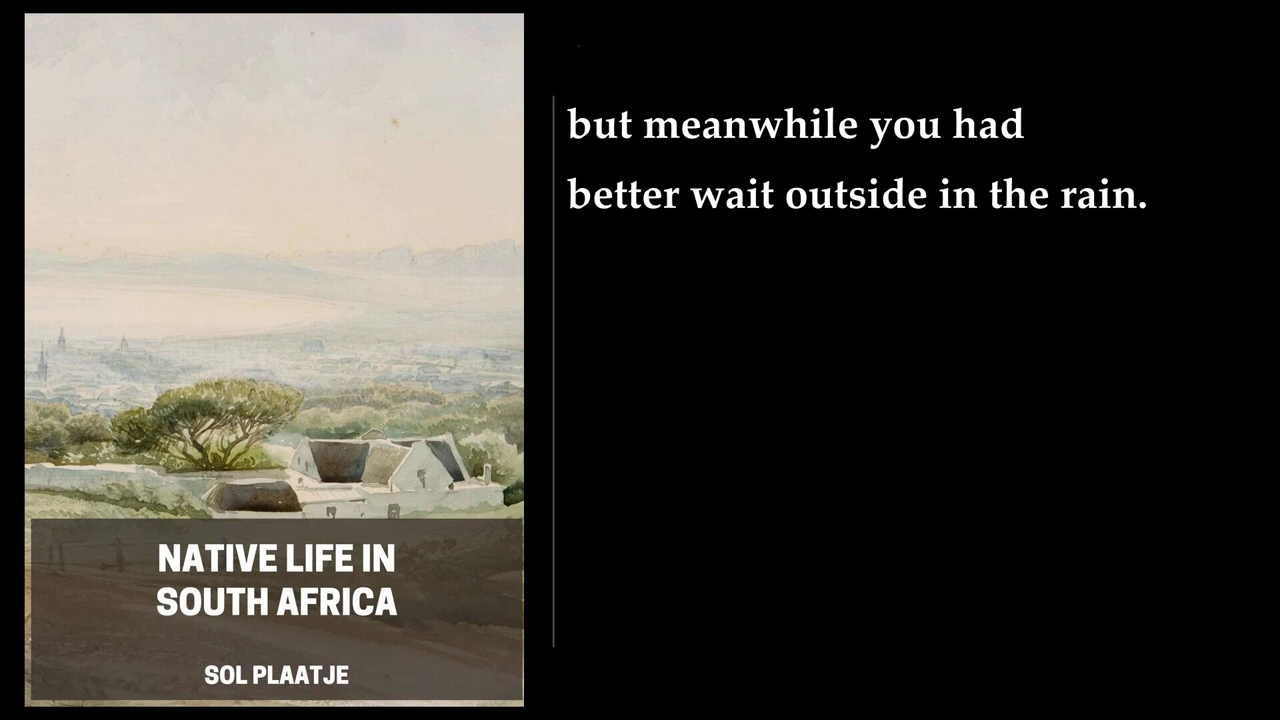 but meanwhile you had
better wait outside in the rain.
NATIVE LIFE IN
SOUTH AFRICA
SOL PLAATJE